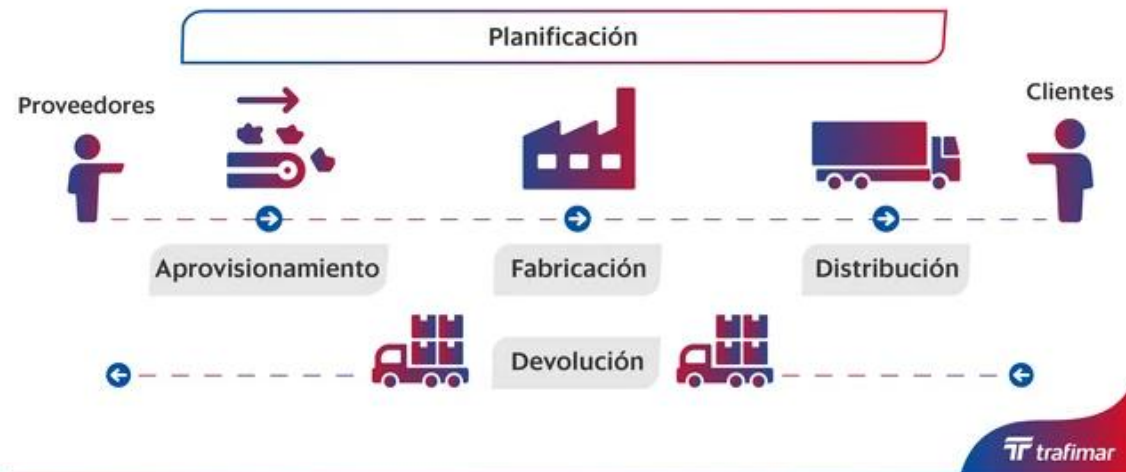 Planificación
Proveedores
Clientes
Aprovisionamiento
Fabricación
Distribución
Devolución
trafimar